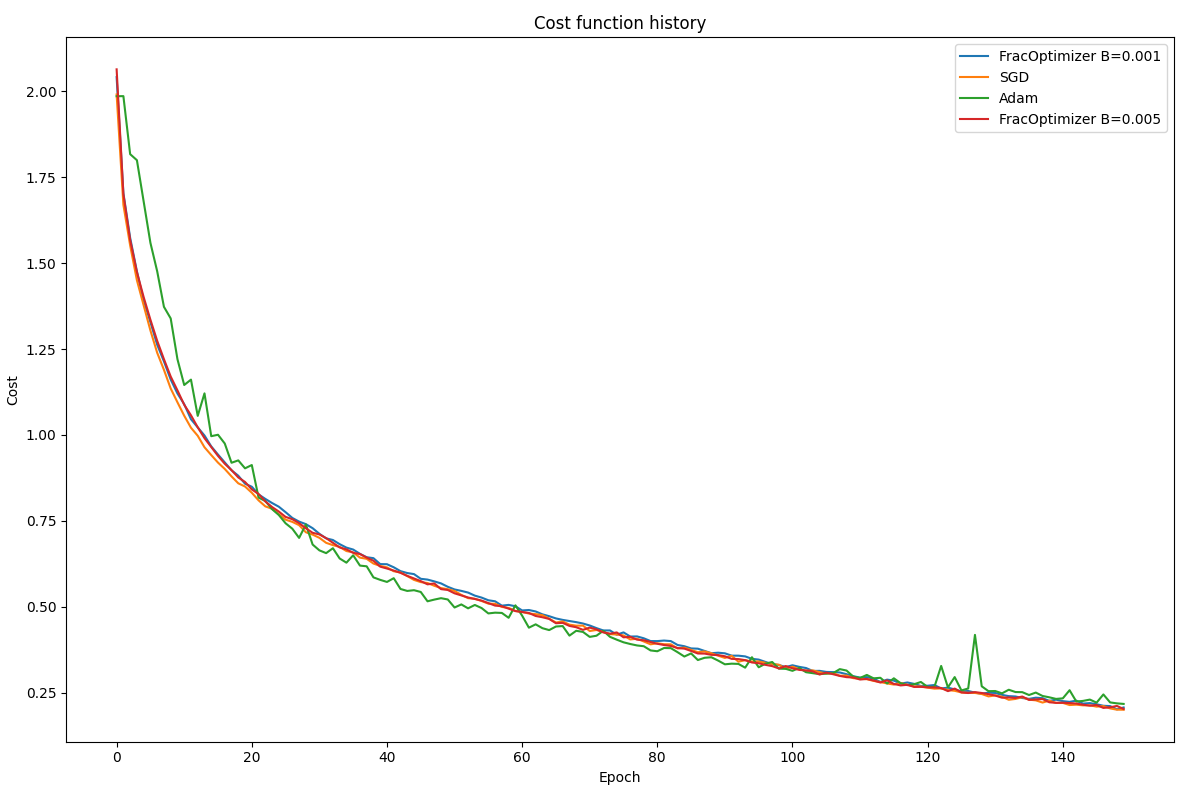 Cost function history
FracOptimizer B=0.001
SGD
Adam
FracOptimizer B=0.005
Cost
2.00
1.75
1.50
1.25
1.00
0.75
0.50
0.25
0 20 40 60 80 100 120 140
Epoch